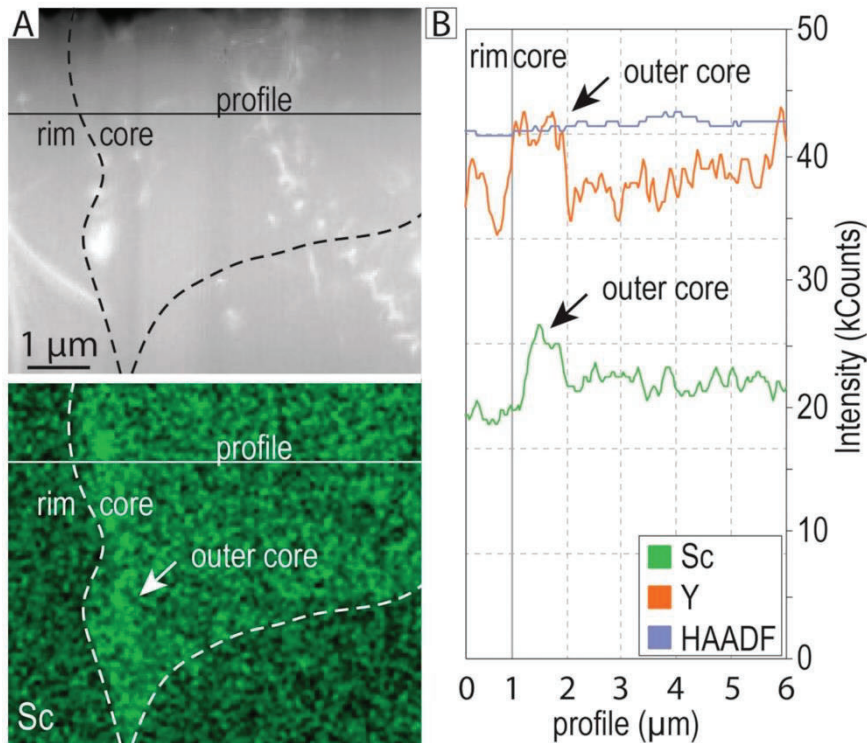 A
profile
rim core
1 µm
profile
rim core
outer core
Sc
B
50
rim core
outer core
40
30
outer core
20
10
Sc
Y
HAADF
0
0 1 2 3 4 5 6
profile (µm)
Intensity (kCounts)